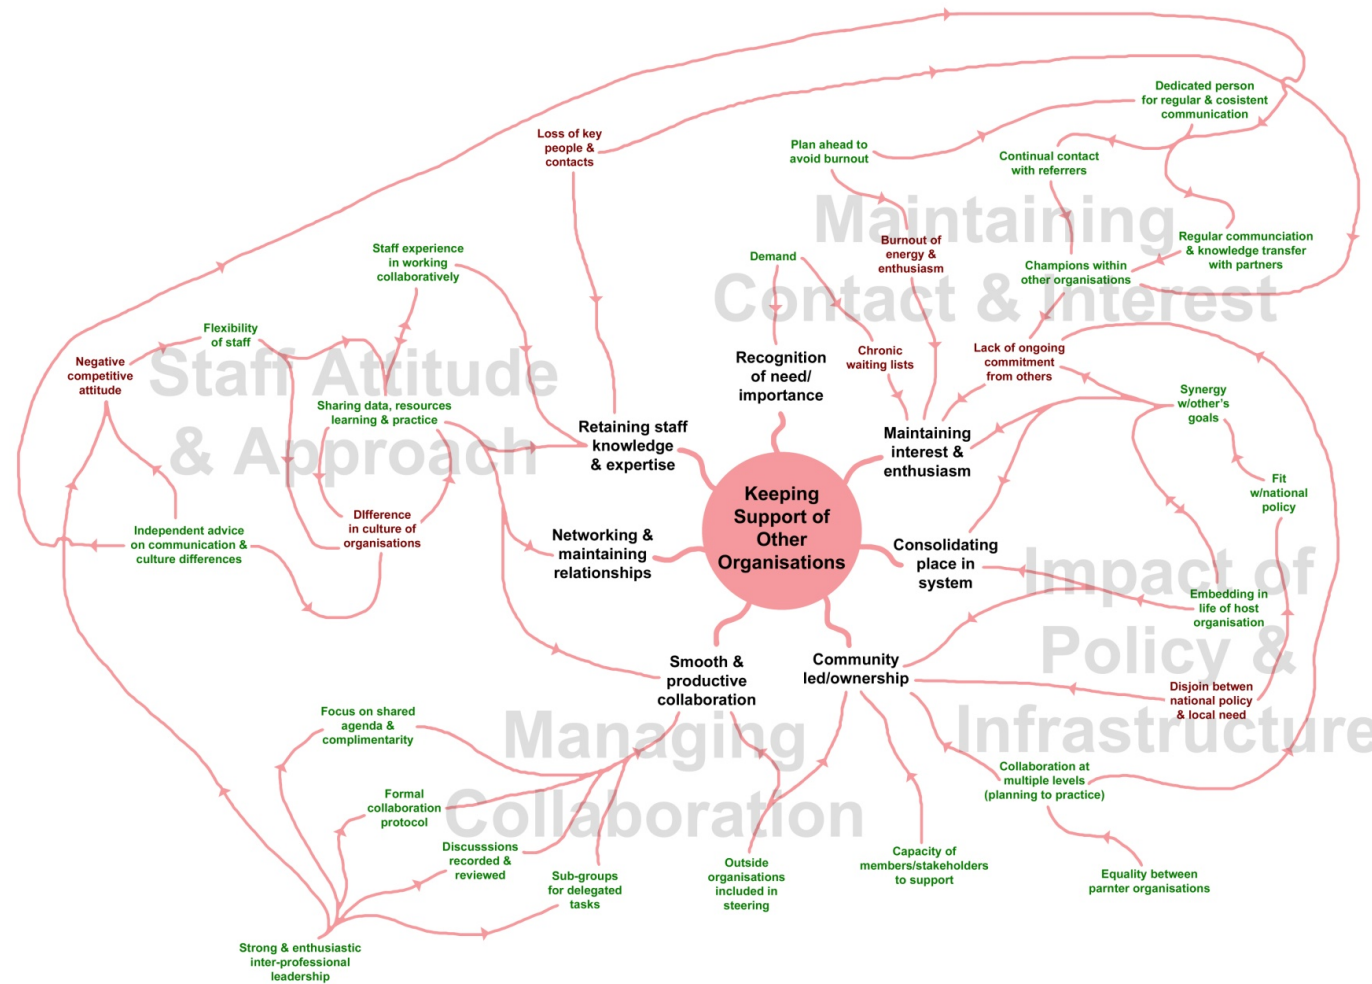 Dedicated person
for regular & cosistent
communication
Loss of key
people &
contacts
Plan ahead to
avoid burnout
Continual contact
with referrers
Maintaining
Contact & Interest
Burnout of
energy &
enthusiasm
Regular communciation
& knowledge transfer
with partners
Staff experience
in working
collaboratively
Demand
Champions within
other organisations
Flexibility
of staff
Negative
competitive
attitude
Staff Attitude
& Approach
Recognition
of need/
importance
Chronic
waiting lists
Lack of ongoing
commitment
from others
Synergy
w/other's
goals
Sharing data, resources
learning & practice
Retaining staff
knowledge
& expertise
Maintaining
interest &
enthusiasm
Keeping
Support of
Other
Organisations
Fit
w/national
policy
Independent advice
on communication &
culture differences
DIfference
in culture of
organisations
Networking &
maintaining
relationships
Consolidating
place in
system
Impact of
Policy &
Infrastructure
Embedding in
life of host
organisation
Smooth &
productive
collaboration
Community
led/ownership
Disjoin betwen
national policy
& local need
Focus on shared
agenda &
complimentarity
Managing
Collaboration
Collaboration at
multiple levels
(planning to practice)
Formal
collaboration
protocol
Discusssions
recorded &
reviewed
Sub-groups
for delegated
tasks
Outside
organisations
included in
steering
Capacity of
members/stakeholders
to support
Equality between
parnter organisations
Strong & enthusiastic
inter-professional
leadership